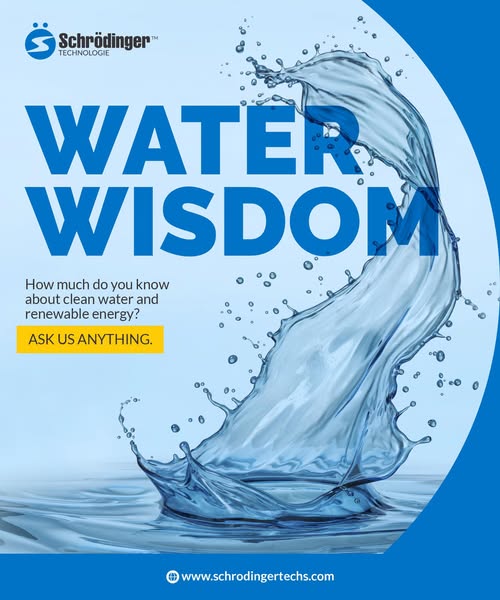 Schrödinger™
TECHNOLOGIE
WATER
WISDOM
How much do you know
about clean water and
renewable energy?
ASK US ANYTHING.
www.schrodingertechs.com